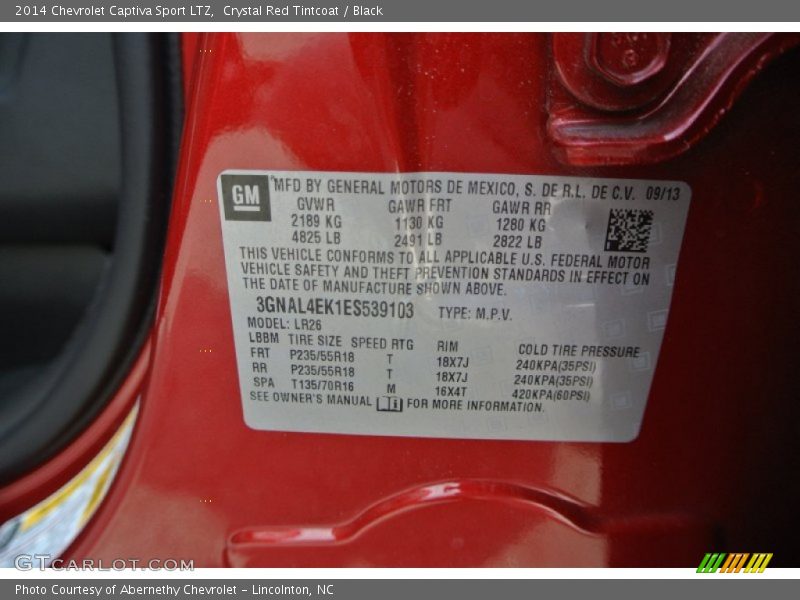 2014 Chevrolet Captiva Sport LTZ, Crystal Red Tintcoat / Black
GM
MFD BY GENERAL MOTORS DE MEXICO, S. DE R.L. DE C.V. 09/13
GVWR GAWR FRT GAWR RR
2189 KG 1130 KG 1280 KG
4825 LB 2491 LB 2822 LB
THIS VEHICLE CONFORMS TO ALL APPLICABLE U.S. FEDERAL MOTOR
VEHICLE SAFETY AND THEFT PREVENTION STANDARDS IN EFFECT ON
THE DATE OF MANUFACTURE SHOWN ABOVE.
3GNAL4EK1ES539103 TYPE: M.P.V.
MODEL: LR26
LBBM TIRE SIZE SPEED RTG RIM COLD TIRE PRESSURE
FRT P235/55R18 T 18X7J 240KPA(35PSI)
RR P235/55R18 T 18X7J 240KPA(35PSI)
SPA T135/70R16 M 16X4T 420KPA(60PSI)
SEE OWNER'S MANUAL FOR MORE INFORMATION.
GTCARLOT.COM
Photo Courtesy of Abernethy Chevrolet – Lincolnton, NC